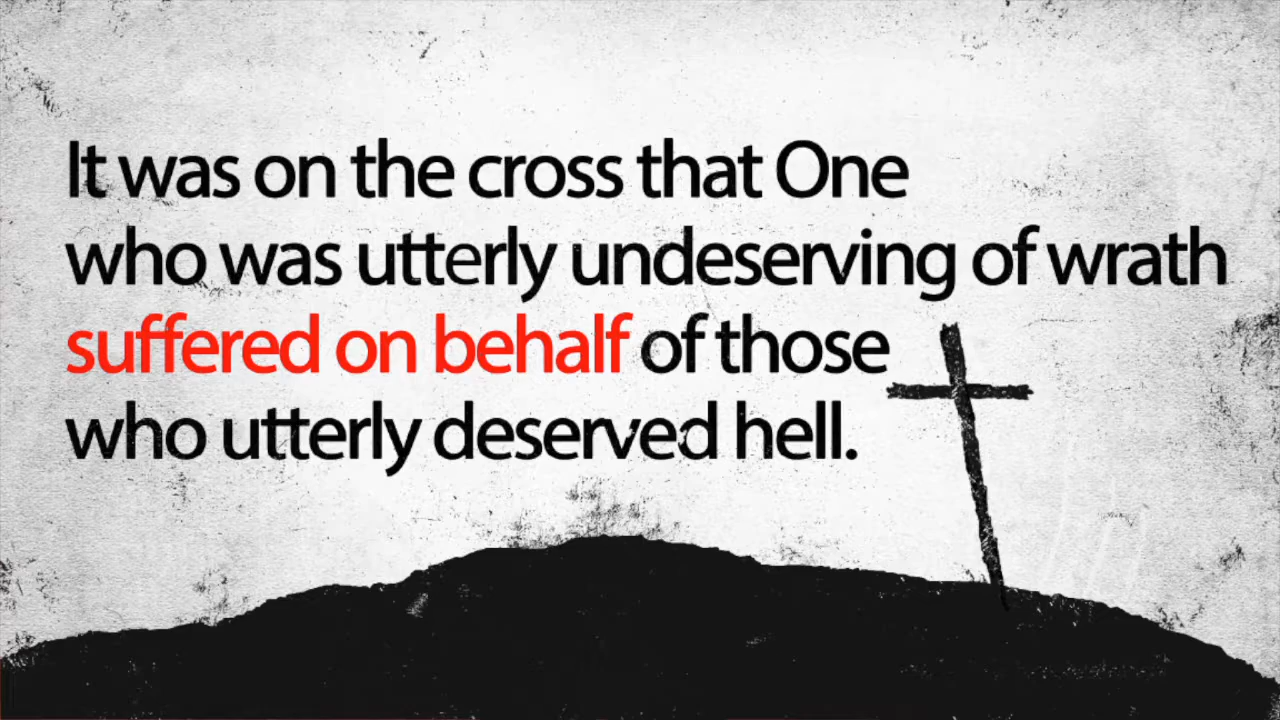 It was on the cross that One
who was utterly undeserving of wrath
suffered on behalf of those
who utterly deserved hell.